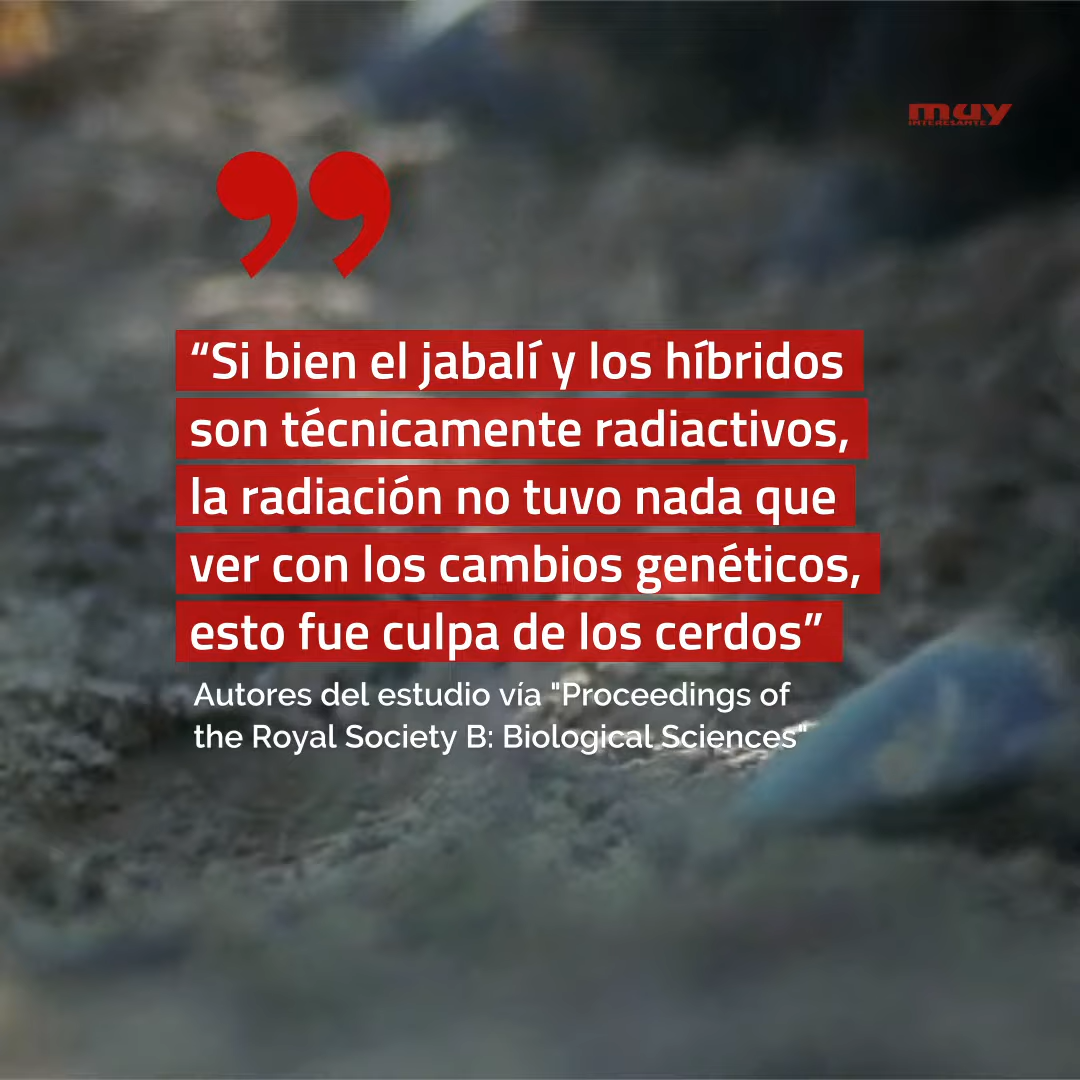 muy
INTERESANTE
”
“Si bien el jabalí y los híbridos
son técnicamente radiactivos,
la radiación no tuvo nada que
ver con los cambios genéticos,
esto fue culpa de los cerdos”
Autores del estudio vía "Proceedings of
the Royal Society B: Biological Sciences"